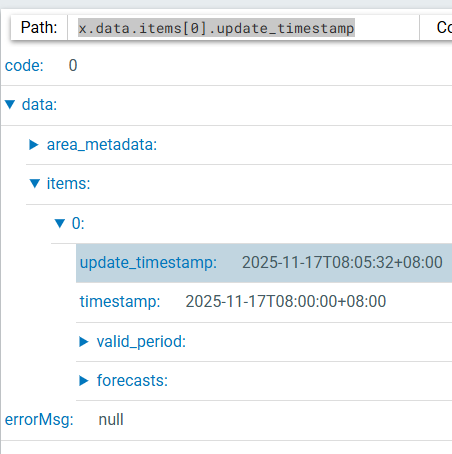 Path: x.data.items[0].update_timestamp
code: 0
data:
area_metadata:
items:
0:
update_timestamp: 2025-11-17T08:05:32+08:00
timestamp: 2025-11-17T08:00:00+08:00
valid_period:
forecasts:
errorMsg: null